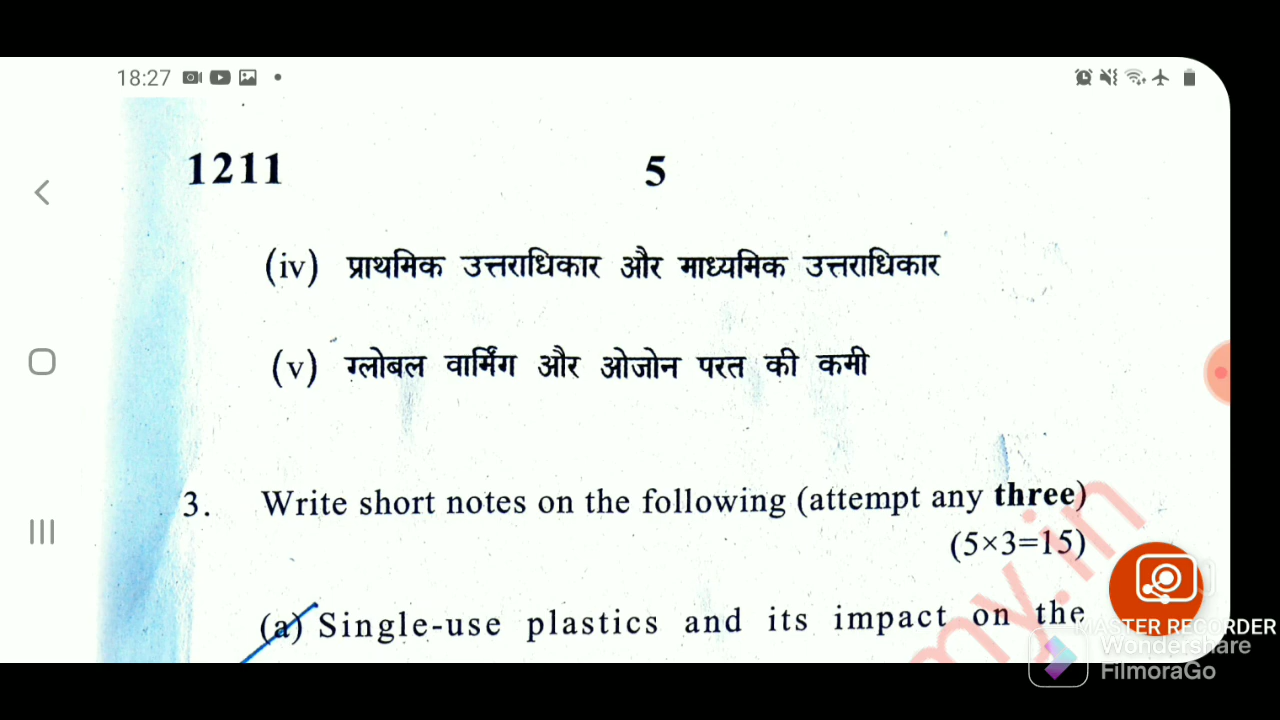 18:27
1211 5
(iv) प्राथमिक उत्तराधिकार और माध्यमिक उत्तराधिकार
(v) ग्लोबल वार्मिंग और ओजोन परत की कमी
3. Write short notes on the following (attempt any three)
(5×3=15)
(a) Single-use plastics and its impact on the
my.in
MASTER RECORDER
Wondershare
FilmoraGo